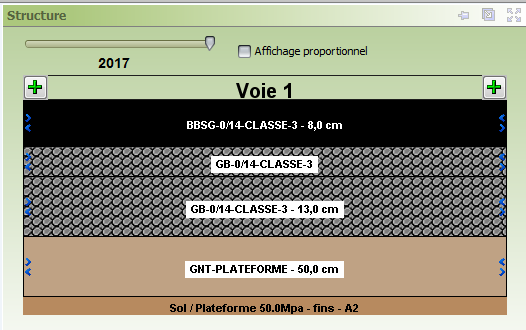 Structure
Affichage proportionnel
2017
Voie 1
BBSG-0/14-CLASSE-3 - 8,0 cm
GB-0/14-CLASSE-3
GB-0/14-CLASSE-3 - 13,0 cm
GNT-PLATEFORME - 50,0 cm
Sol / Plateforme 50.0Mpa - fins - A2